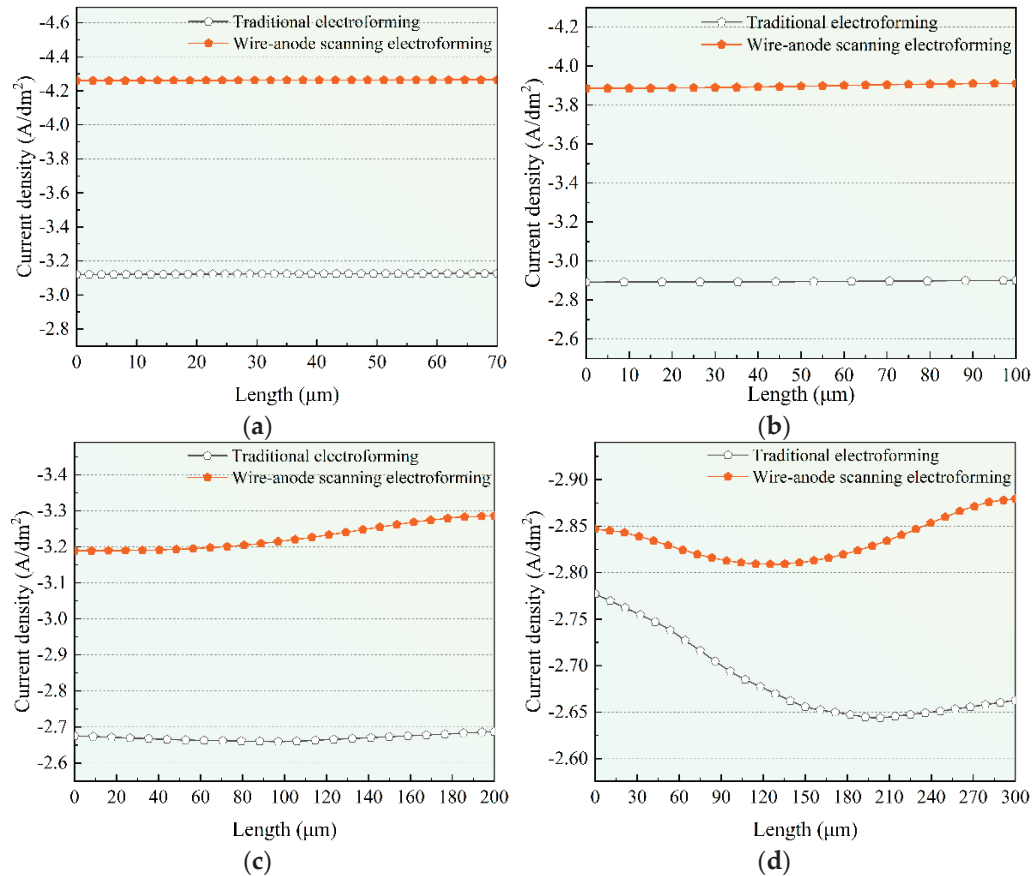 Traditional electroforming
Wire-anode scanning electroforming
Current density (A/dm²)
-4.6
-4.4
-4.2
-4.0
-3.8
-3.6
-3.4
-3.2
-3.0
-2.8
0 10 20 30 40 50 60 70
Length (μm)
(a)
Traditional electroforming
Wire-anode scanning electroforming
Current density (A/dm²)
-4.2
-4.0
-3.8
-3.4
-3.2
-3.0
-2.9
-2.6
0 10 20 30 40 50 60 70 80 90 100
Length (μm)
(b)
Traditional electroforming
Wire-anode scanning electroforming
Current density (A/dm²)
-3.4
-3.3
-3.2
-3.1
-3.0
-2.9
-2.8
-2.7
-2.6
0 20 40 60 80 100 120 140 160 180 200
Length (μm)
(c)
Traditional electroforming
Wire-anode scanning electroforming
Current density (A/dm²)
-2.90
-2.85
-2.80
-2.75
-2.70
-2.65
-2.60
0 30 60 90 120 150 180 210 240 270 300
Length (μm)
(d)